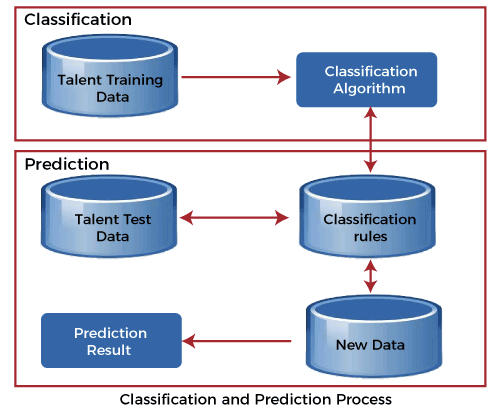 Classification
Talent Training
Data
Classification
Algorithm
Prediction
Talent Test
Data
Classification
rules
Prediction
Result
New Data
Classification and Prediction Process